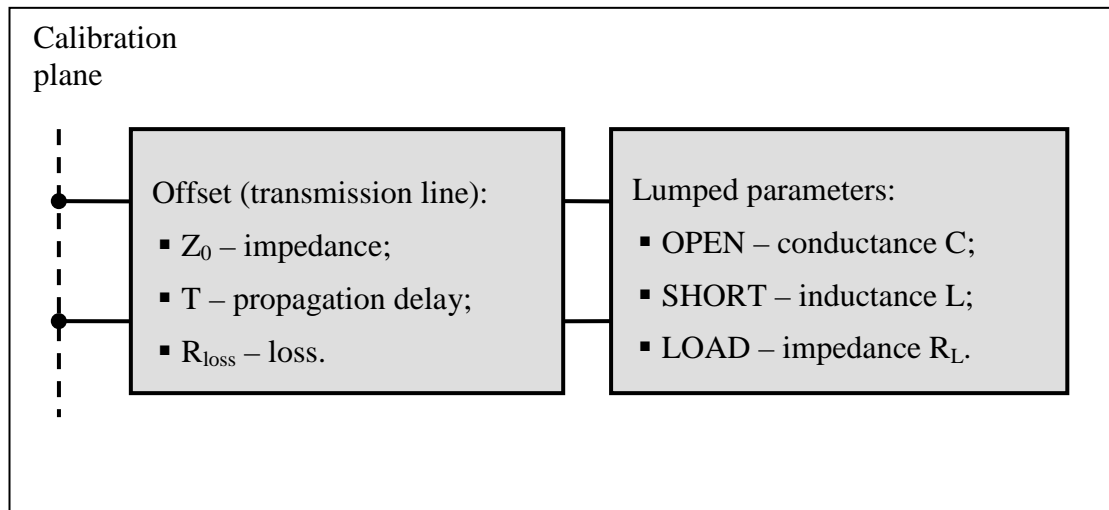 Calibration
plane
Offset (transmission line):
▪ Z₀ – impedance;
▪ T – propagation delay;
▪ Rₗₒₛₛ – loss.
Lumped parameters:
▪ OPEN – conductance C;
▪ SHORT – inductance L;
▪ LOAD – impedance R_L.